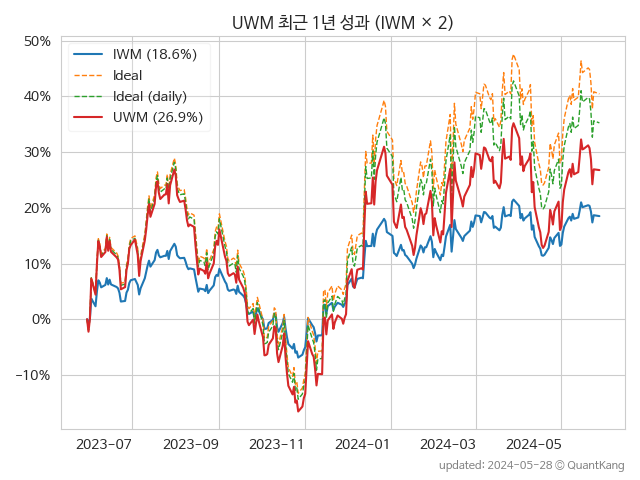 UWM 최근 1년 성과 (IWM × 2)
50%
40%
30%
20%
10%
0%
−10%
IWM (18.6%)
Ideal
Ideal (daily)
UWM (26.9%)
2023−07
2023−09
2023−11
2024−01
2024−03
2024−05
updated: 2024-05-28 © QuantKang